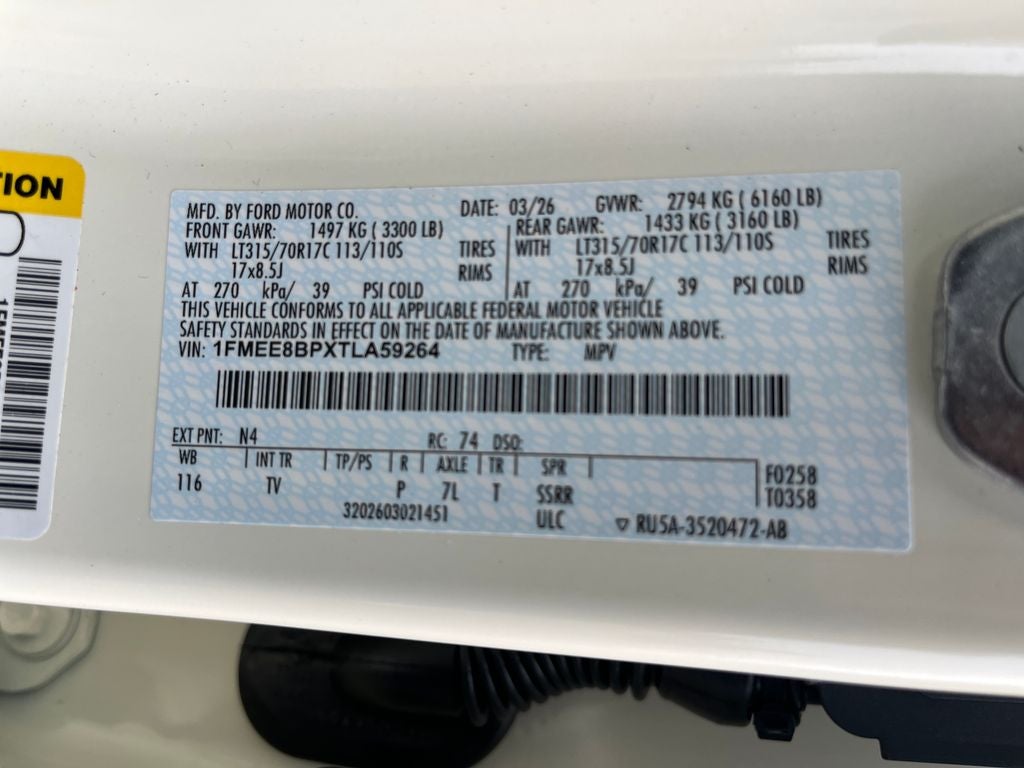 TION
MFD. BY FORD MOTOR CO. DATE: 03/26 GVWR: 2794 KG ( 6160 LB)
FRONT GAWR: 1497 KG ( 3300 LB) REAR GAWR: 1433 KG ( 3160 LB)
WITH LT315/70R17C 113/110S TIRES WITH LT315/70R17C 113/110S TIRES
17x8.5J RIMS 17x8.5J RIMS
AT 270 kPa/ 39 PSI COLD AT 270 kPa/ 39 PSI COLD
THIS VEHICLE CONFORMS TO ALL APPLICABLE FEDERAL MOTOR VEHICLE
SAFETY STANDARDS IN EFFECT ON THE DATE OF MANUFACTURE SHOWN ABOVE.
VIN: 1FMEE8BPXTLA59264 TYPE: MPV
EXT PNT: N4 RC: 74 DSO:
WB INT TR TP/PS R AXLE TR SPR
116 TV P 7L T SSRR
F0258
T0358
3202603021451 ULC RU5A-3520472-AB